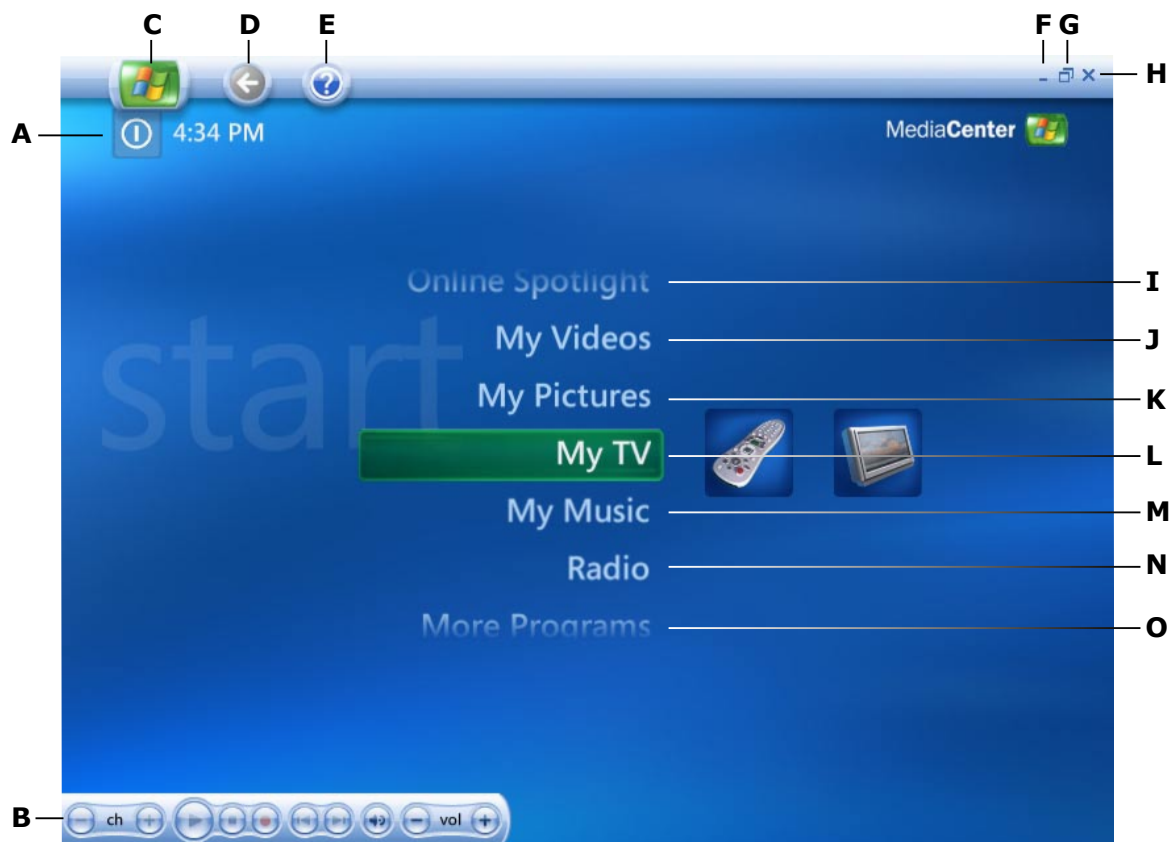 C D E F G
H
A 4:34 PM MediaCenter
start
Online Spotlight I
My Videos J
My Pictures K
My TV L
My Music M
Radio N
More Programs O
B ch vol